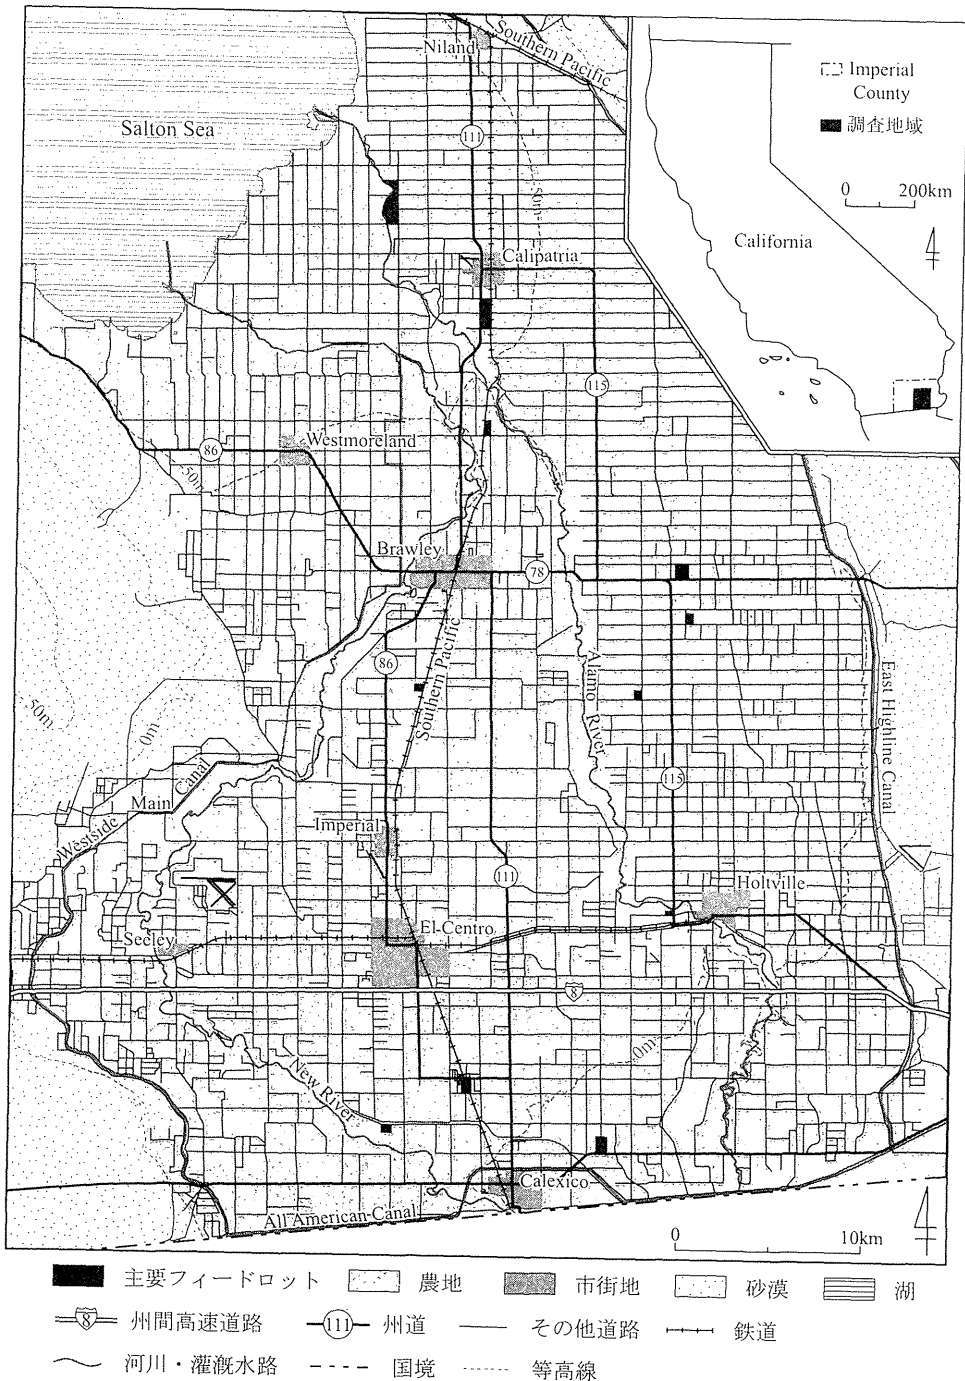 Niland
Southern Pacific
Salton Sea
111
50m
Calipatria
115
Westmoreland
86
50m
Brawley
78
86
Southern Pacific
Alamo River
East Highline Canal
50m
0m
Westside Main Canal
115
Imperial
111
Holtville
El Centro
Seeley
8
0m
New River
Calexico
All American Canal
0 10km
Imperial
County
調査地域
0 200km
California
主要フィードロット 農地 市街地 砂漠 湖
8 州間高速道路 111 州道 その他道路 鉄道
河川・灌漑水路 国境 等高線